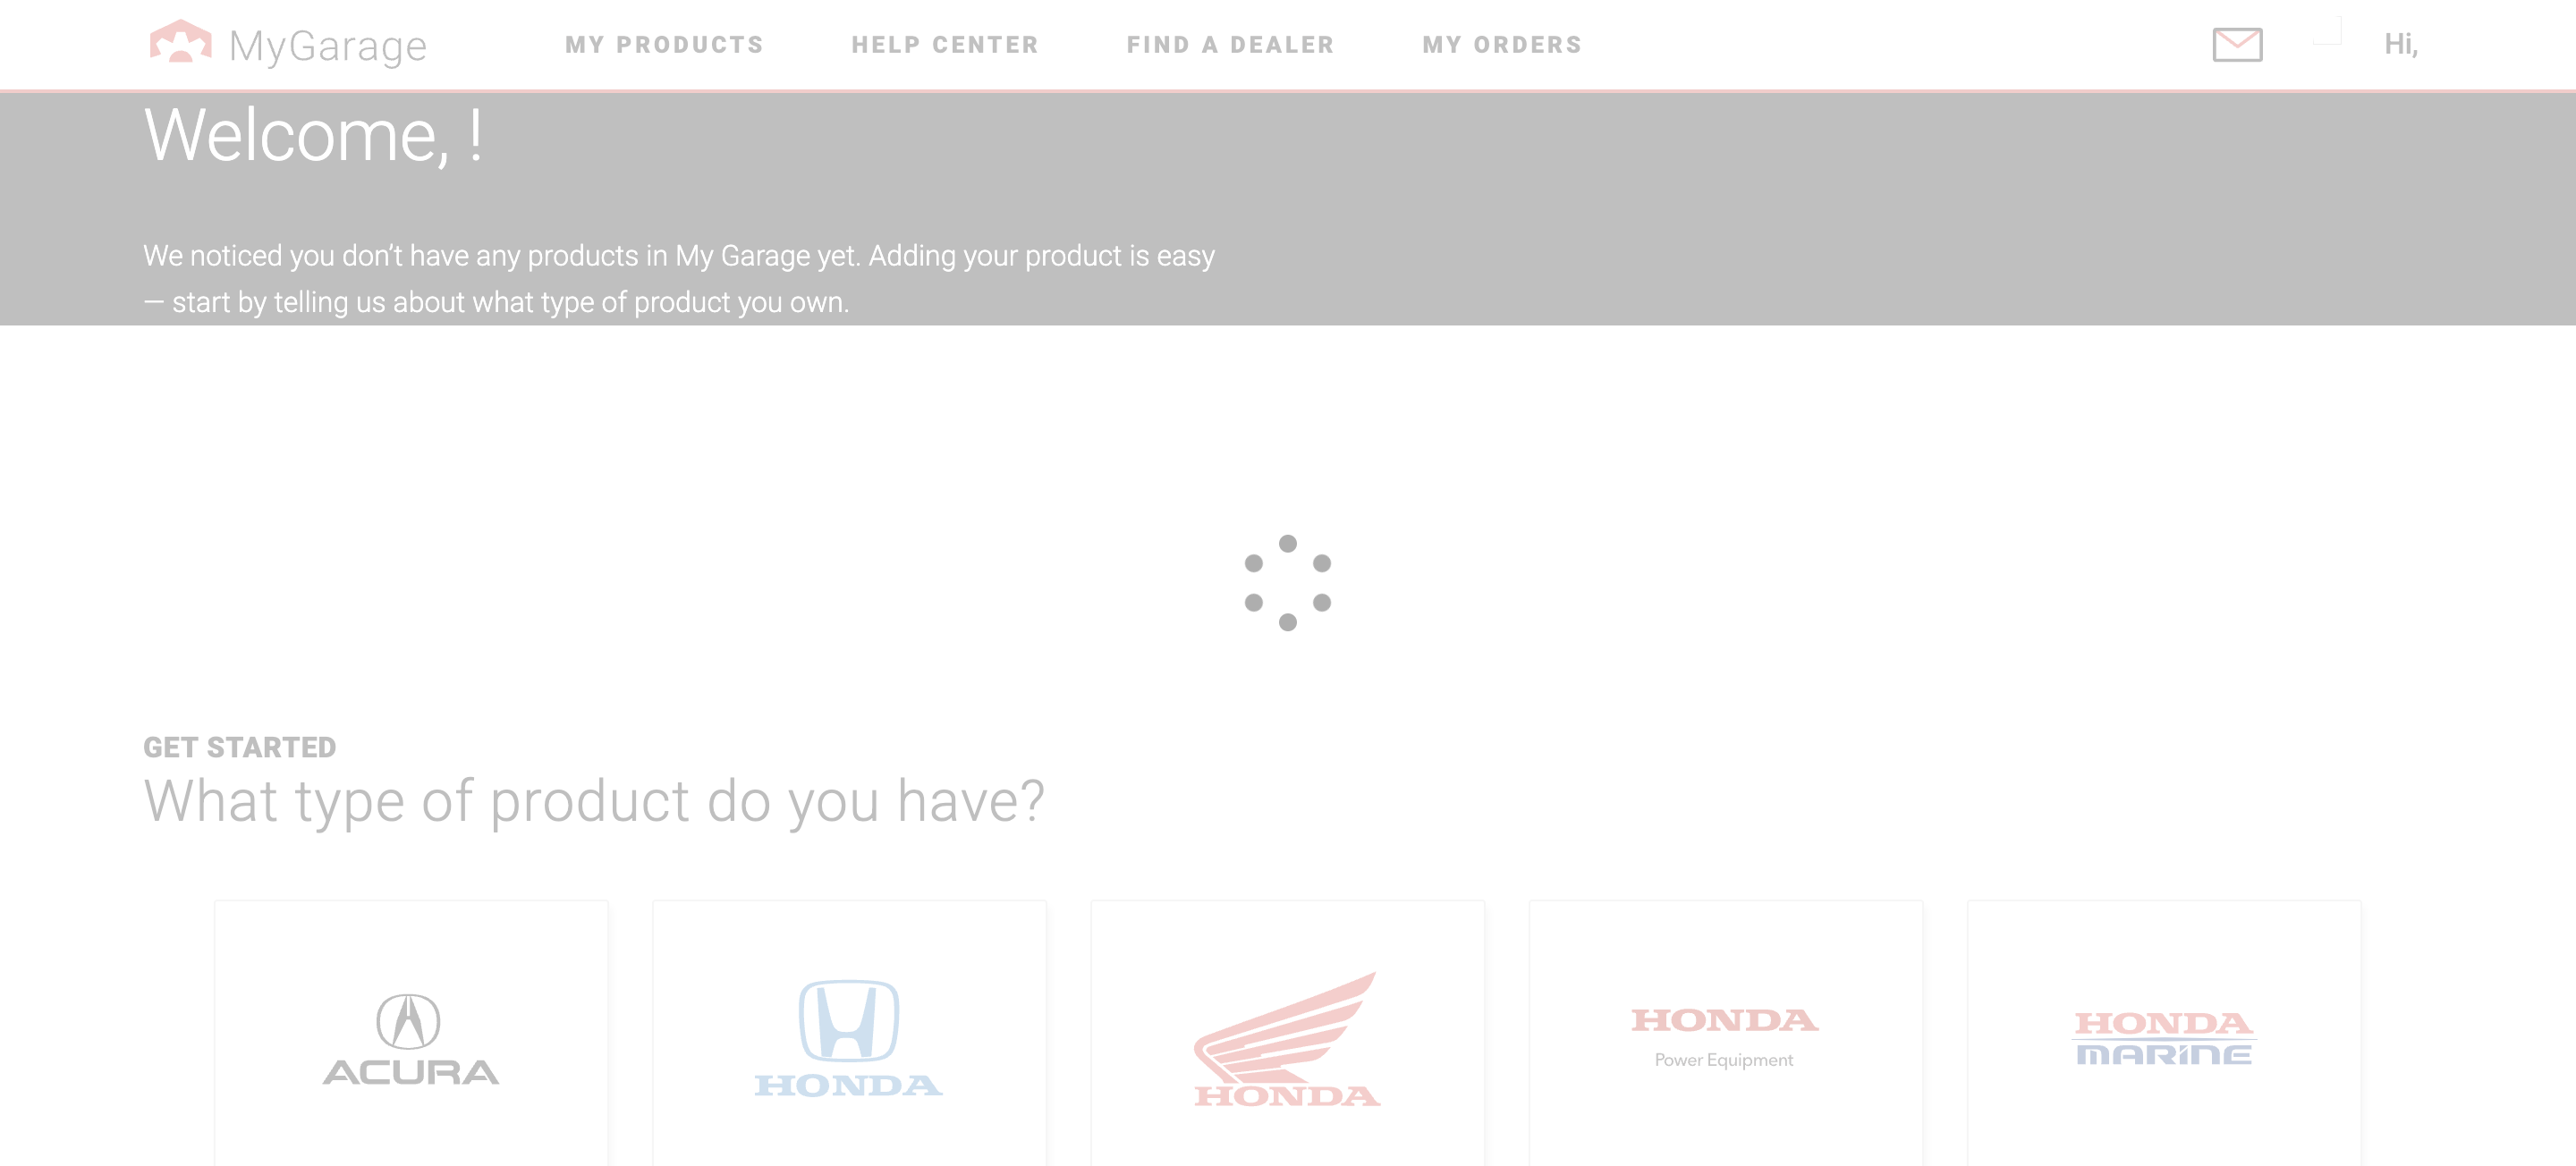 MyGarage
MY PRODUCTS
HELP CENTER
FIND A DEALER
MY ORDERS
Hi,
Welcome, !
We noticed you don’t have any products in My Garage yet. Adding your product is easy
— start by telling us about what type of product you own.
GET STARTED
What type of product do you have?
ACURA
HONDA
HONDA
HONDA
Power Equipment
HONDA
MARINE